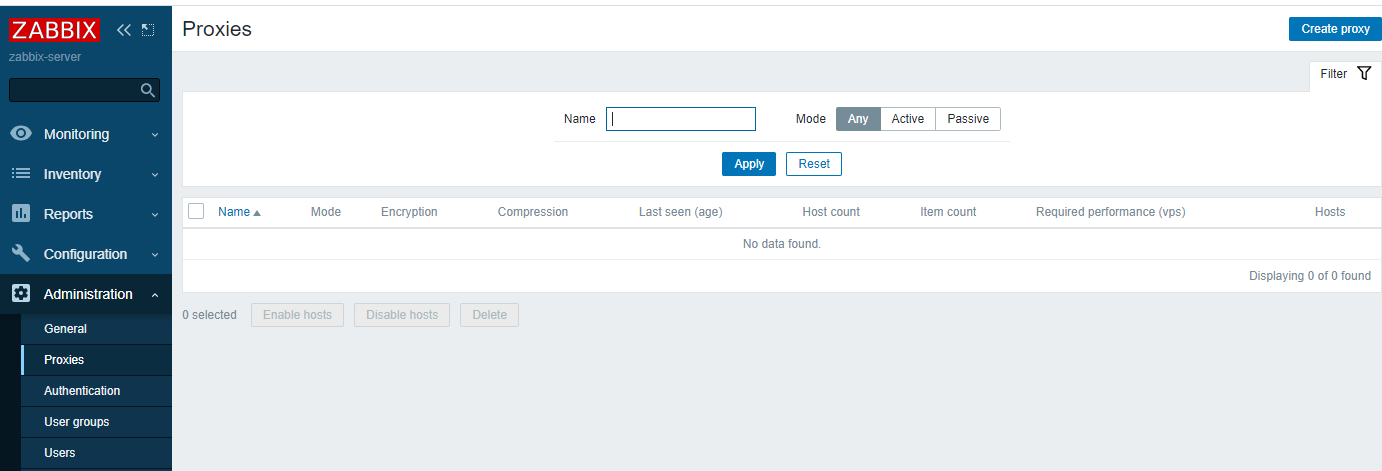 ZABBIX
zabbix-server
Monitoring
Inventory
Reports
Configuration
Administration
General
Proxies
Authentication
User groups
Users
Proxies
Create proxy
Filter
Name Mode Any Active Passive
Apply Reset
Name Mode Encryption Compression Last seen (age) Host count Item count Required performance (vps) Hosts
No data found.
Displaying 0 of 0 found
0 selected Enable hosts Disable hosts Delete